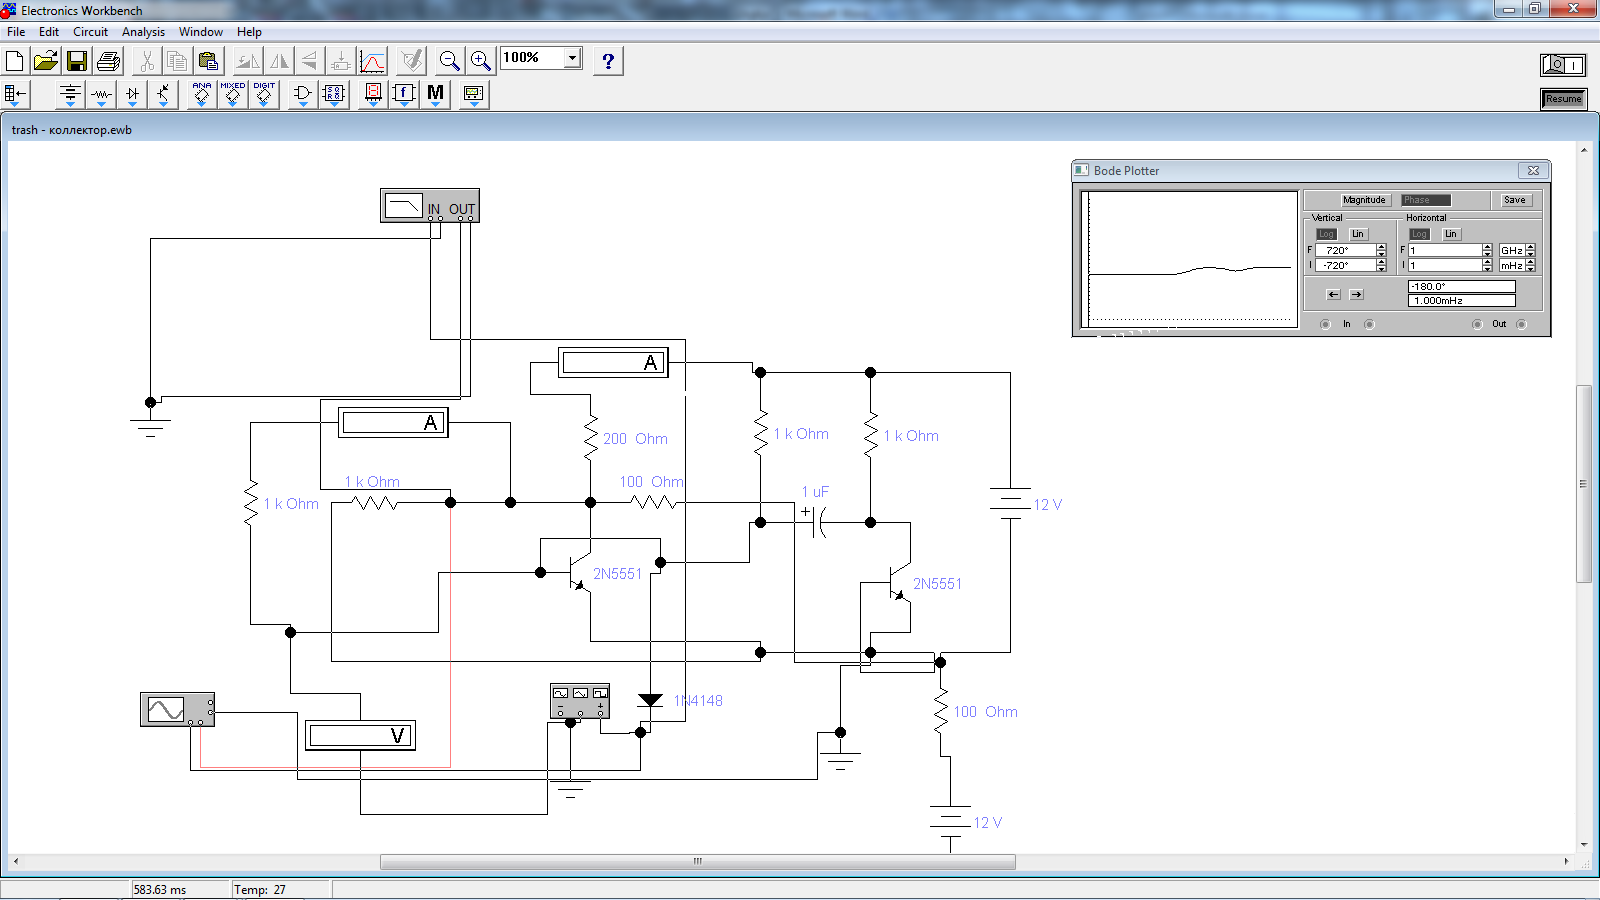 Electronics Workbench
File Edit Circuit Analysis Window Help
100%
?
ANA MIXED DIGIT
f M
Resume
trash - коллектор.ewb
Bode Plotter
Magnitude Phase Save
Vertical Horizontal
Log Lin Log Lin
F 720° F 1 GHz
I -720° I 1 mHz
-180.0°
1.000mHz
In Out
IN OUT
A
A
200 Ohm
1 k Ohm
1 k Ohm
1 k Ohm
100 Ohm
1 k Ohm
1 uF
+
12 V
2N5551
2N5551
1N4148
100 Ohm
V
12 V
583.63 ms Temp: 27